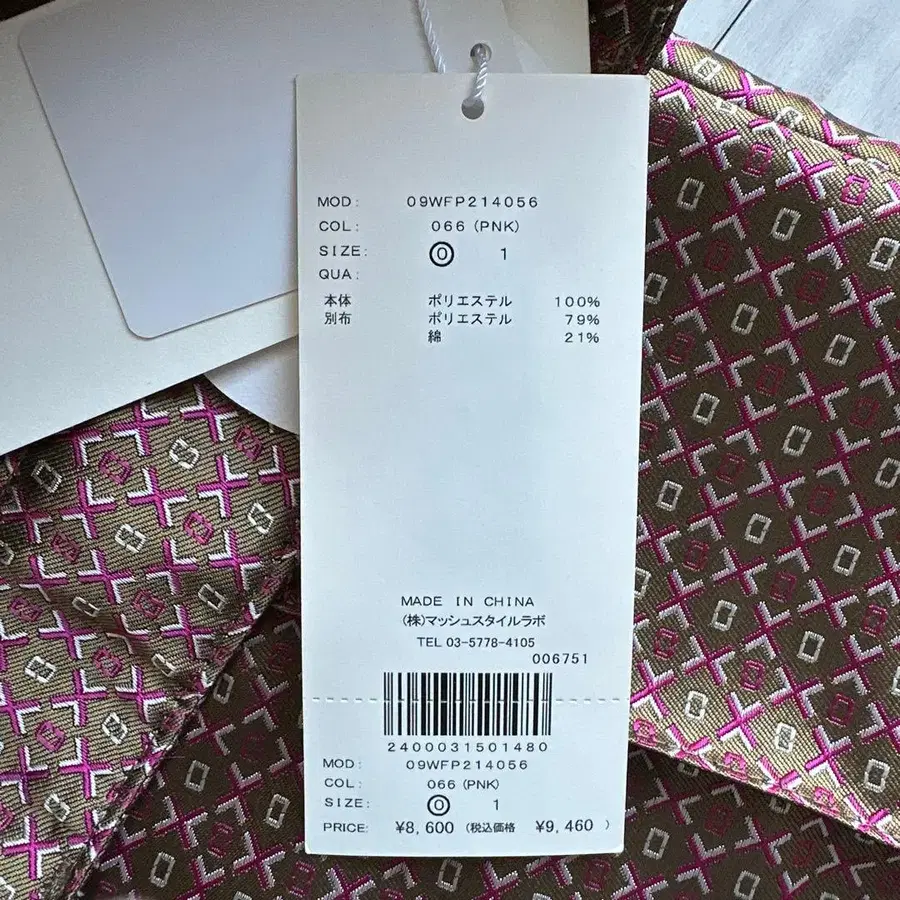 MOD: 09WFP214056
COL: 066 (PNK)
SIZE: 0 1
QUA:
本体 ポリエステル 100%
別布 ポリエステル 79%
綿 21%
MADE IN CHINA
(株)マッシュスタイルラボ
TEL 03-5778-4105
006751
2400031501480
MOD: 09WFP214056
COL: 066 (PNK)
SIZE: 0 1
PRICE: ¥8,600 (税込価格 ¥9,460 )